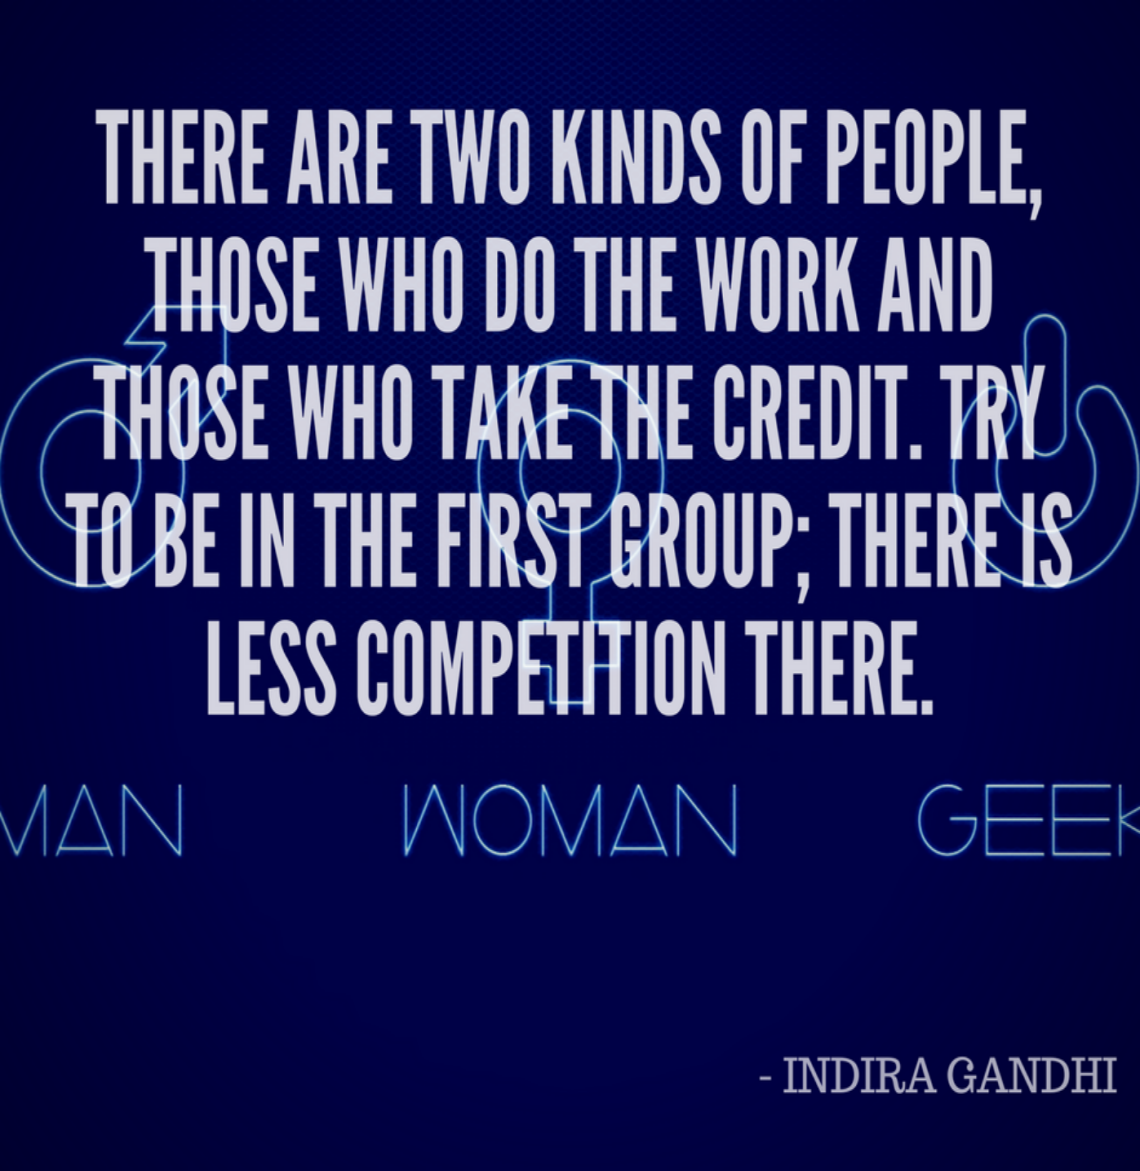 THERE ARE TWO KINDS OF PEOPLE,
THOSE WHO DO THE WORK AND
THOSE WHO TAKE THE CREDIT. TRY
TO BE IN THE FIRST GROUP; THERE IS
LESS COMPETITION THERE.
MAN WOMAN GEEK
- INDIRA GANDHI